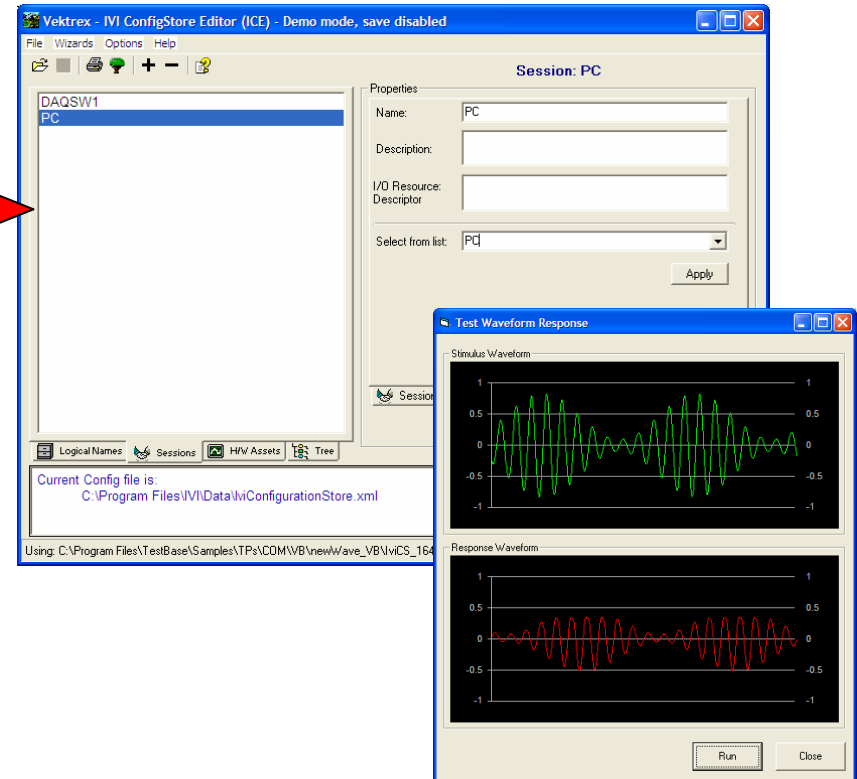 Vektrex - IVI ConfigStore Editor (ICE) - Demo mode, save disabled
File Wizards Options Help
Session: PC
DAQSW1
PC
Properties
Name: PC
Description:
I/O Resource:
Descriptor
Select from list: PC
Apply
Session
Logical Names Sessions H/W Assets Tree
Current Config file is:
C:\Program Files\IVI\Data\IviConfigurationStore.xml
Using: C:\Program Files\TestBase\Samples\TPs\COM\VB\newWave_VB\IviCS_164
Test Waveform Response
Stimulus Waveform
1 1
0.5 0.5
0 0
-0.5 -0.5
-1 -1
Response Waveform
1 1
0.5 0.5
0 0
-0.5 -0.5
-1 -1
Run Close